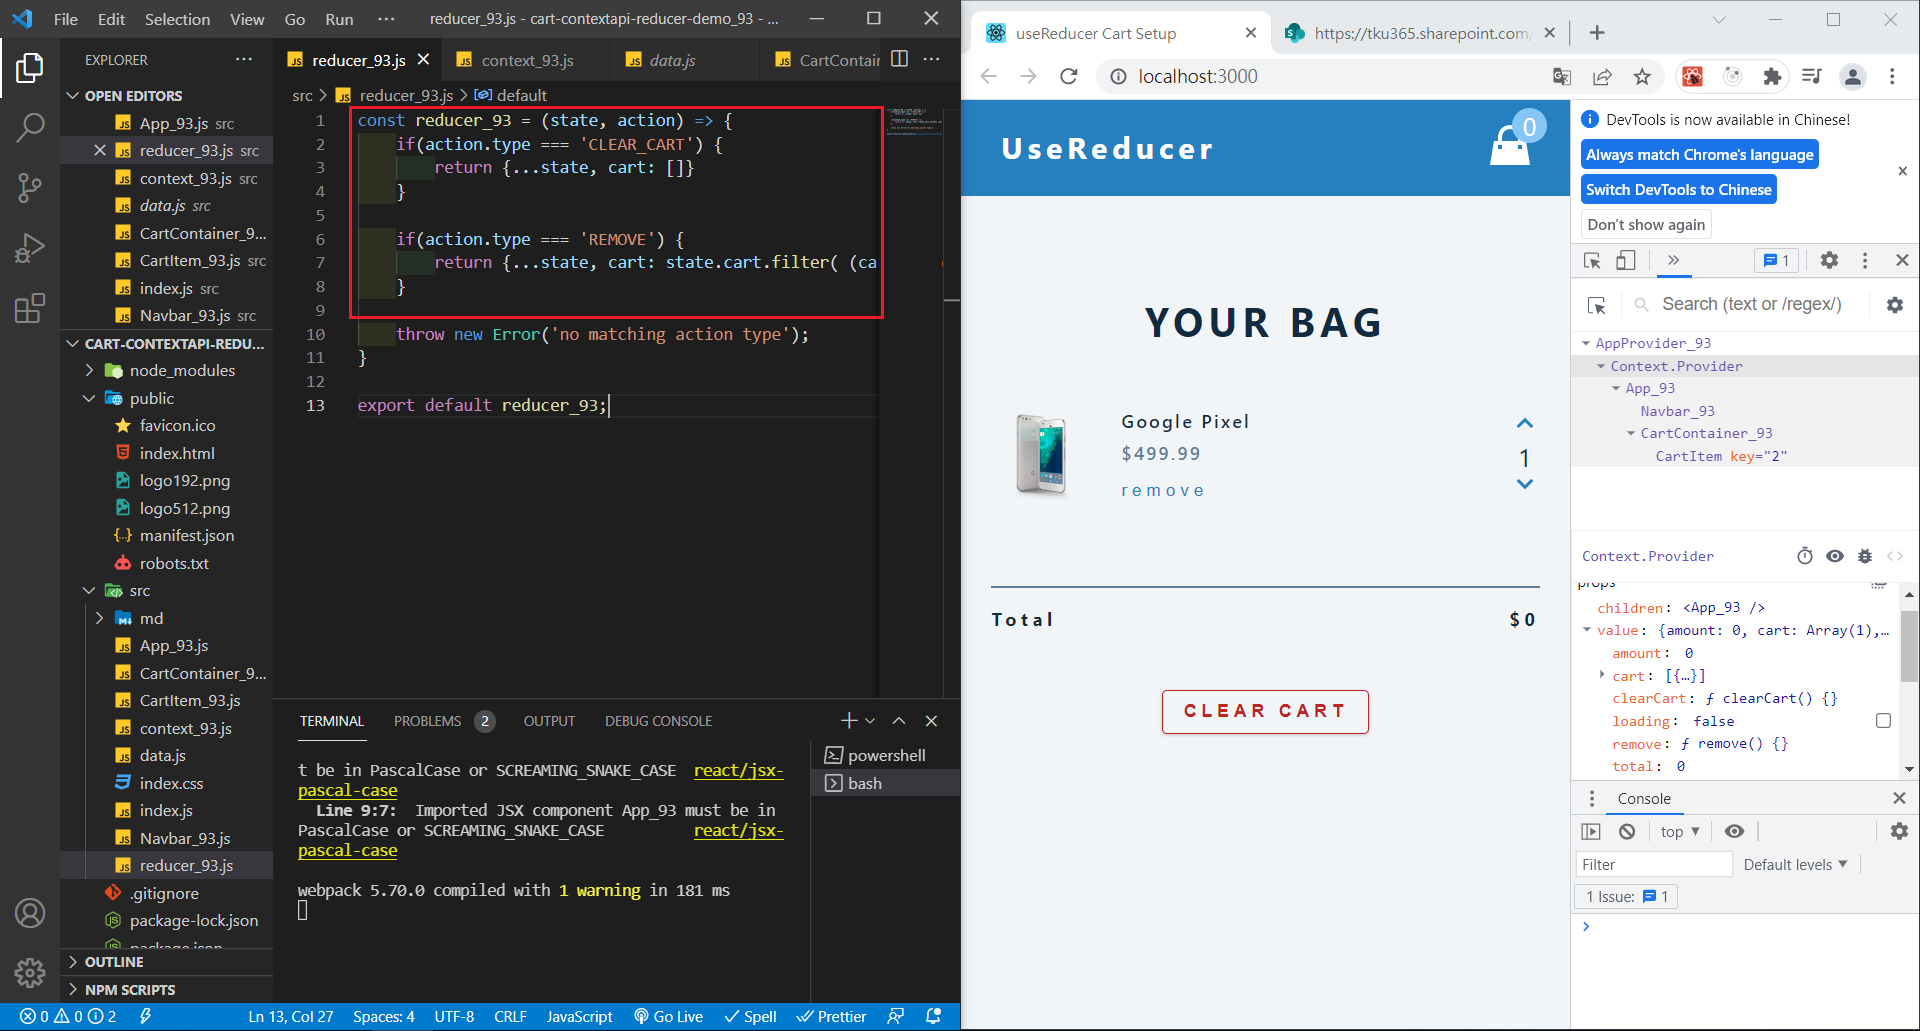 File Edit Selection View Go Run ··· reducer_93.js - cart-contextapi-reducer-demo_93 - ...
EXPLORER ···
OPEN EDITORS
App_93.js src
reducer_93.js src
context_93.js src
data.js src
CartContainer_9...
CartItem_93.js src
index.js src
Navbar_93.js src
CART-CONTEXTAPI-REDU...
node_modules
public
favicon.ico
index.html
logo192.png
logo512.png
manifest.json
robots.txt
src
md
App_93.js
CartContainer_9...
CartItem_93.js
context_93.js
data.js
index.css
index.js
Navbar_93.js
reducer_93.js
.gitignore
package-lock.json
package.json
OUTLINE
NPM SCRIPTS
reducer_93.js context_93.js data.js CartContain
src > reducer_93.js > default
1 const reducer_93 = (state, action) => {
2 if(action.type === 'CLEAR_CART') {
3 return {...state, cart: []}
4 }
5
6 if(action.type === 'REMOVE') {
7 return {...state, cart: state.cart.filter( (ca
8 }
9
10 throw new Error('no matching action type');
11 }
12
13 export default reducer_93;
TERMINAL PROBLEMS 2 OUTPUT DEBUG CONSOLE
t be in PascalCase or SCREAMING_SNAKE_CASE react/jsx-
pascal-case
Line 9:7: Imported JSX component App_93 must be in
PascalCase or SCREAMING_SNAKE_CASE react/jsx-
pascal-case
webpack 5.70.0 compiled with 1 warning in 181 ms
powershell
bash
0 0 2 Ln 13, Col 27 Spaces: 4 UTF-8 CRLF JavaScript Go Live Spell Prettier
useReducer Cart Setup https://tku365.sharepoint.com/
localhost:3000
UseReducer 0
YOUR BAG
Google Pixel
$499.99
remove
1
Total $0
CLEAR CART
DevTools is now available in Chinese!
Always match Chrome's language
Switch DevTools to Chinese
Don't show again
1
Search (text or /regex/)
AppProvider_93
Context.Provider
App_93
Navbar_93
CartContainer_93
CartItem key="2"
Context.Provider
props
children: <App_93 />
value: {amount: 0, cart: Array(1),...
amount: 0
cart: [{…}]
clearCart: ƒ clearCart() {}
loading: false
remove: ƒ remove() {}
total: 0
Console
top
Filter Default levels
1 Issue: 1